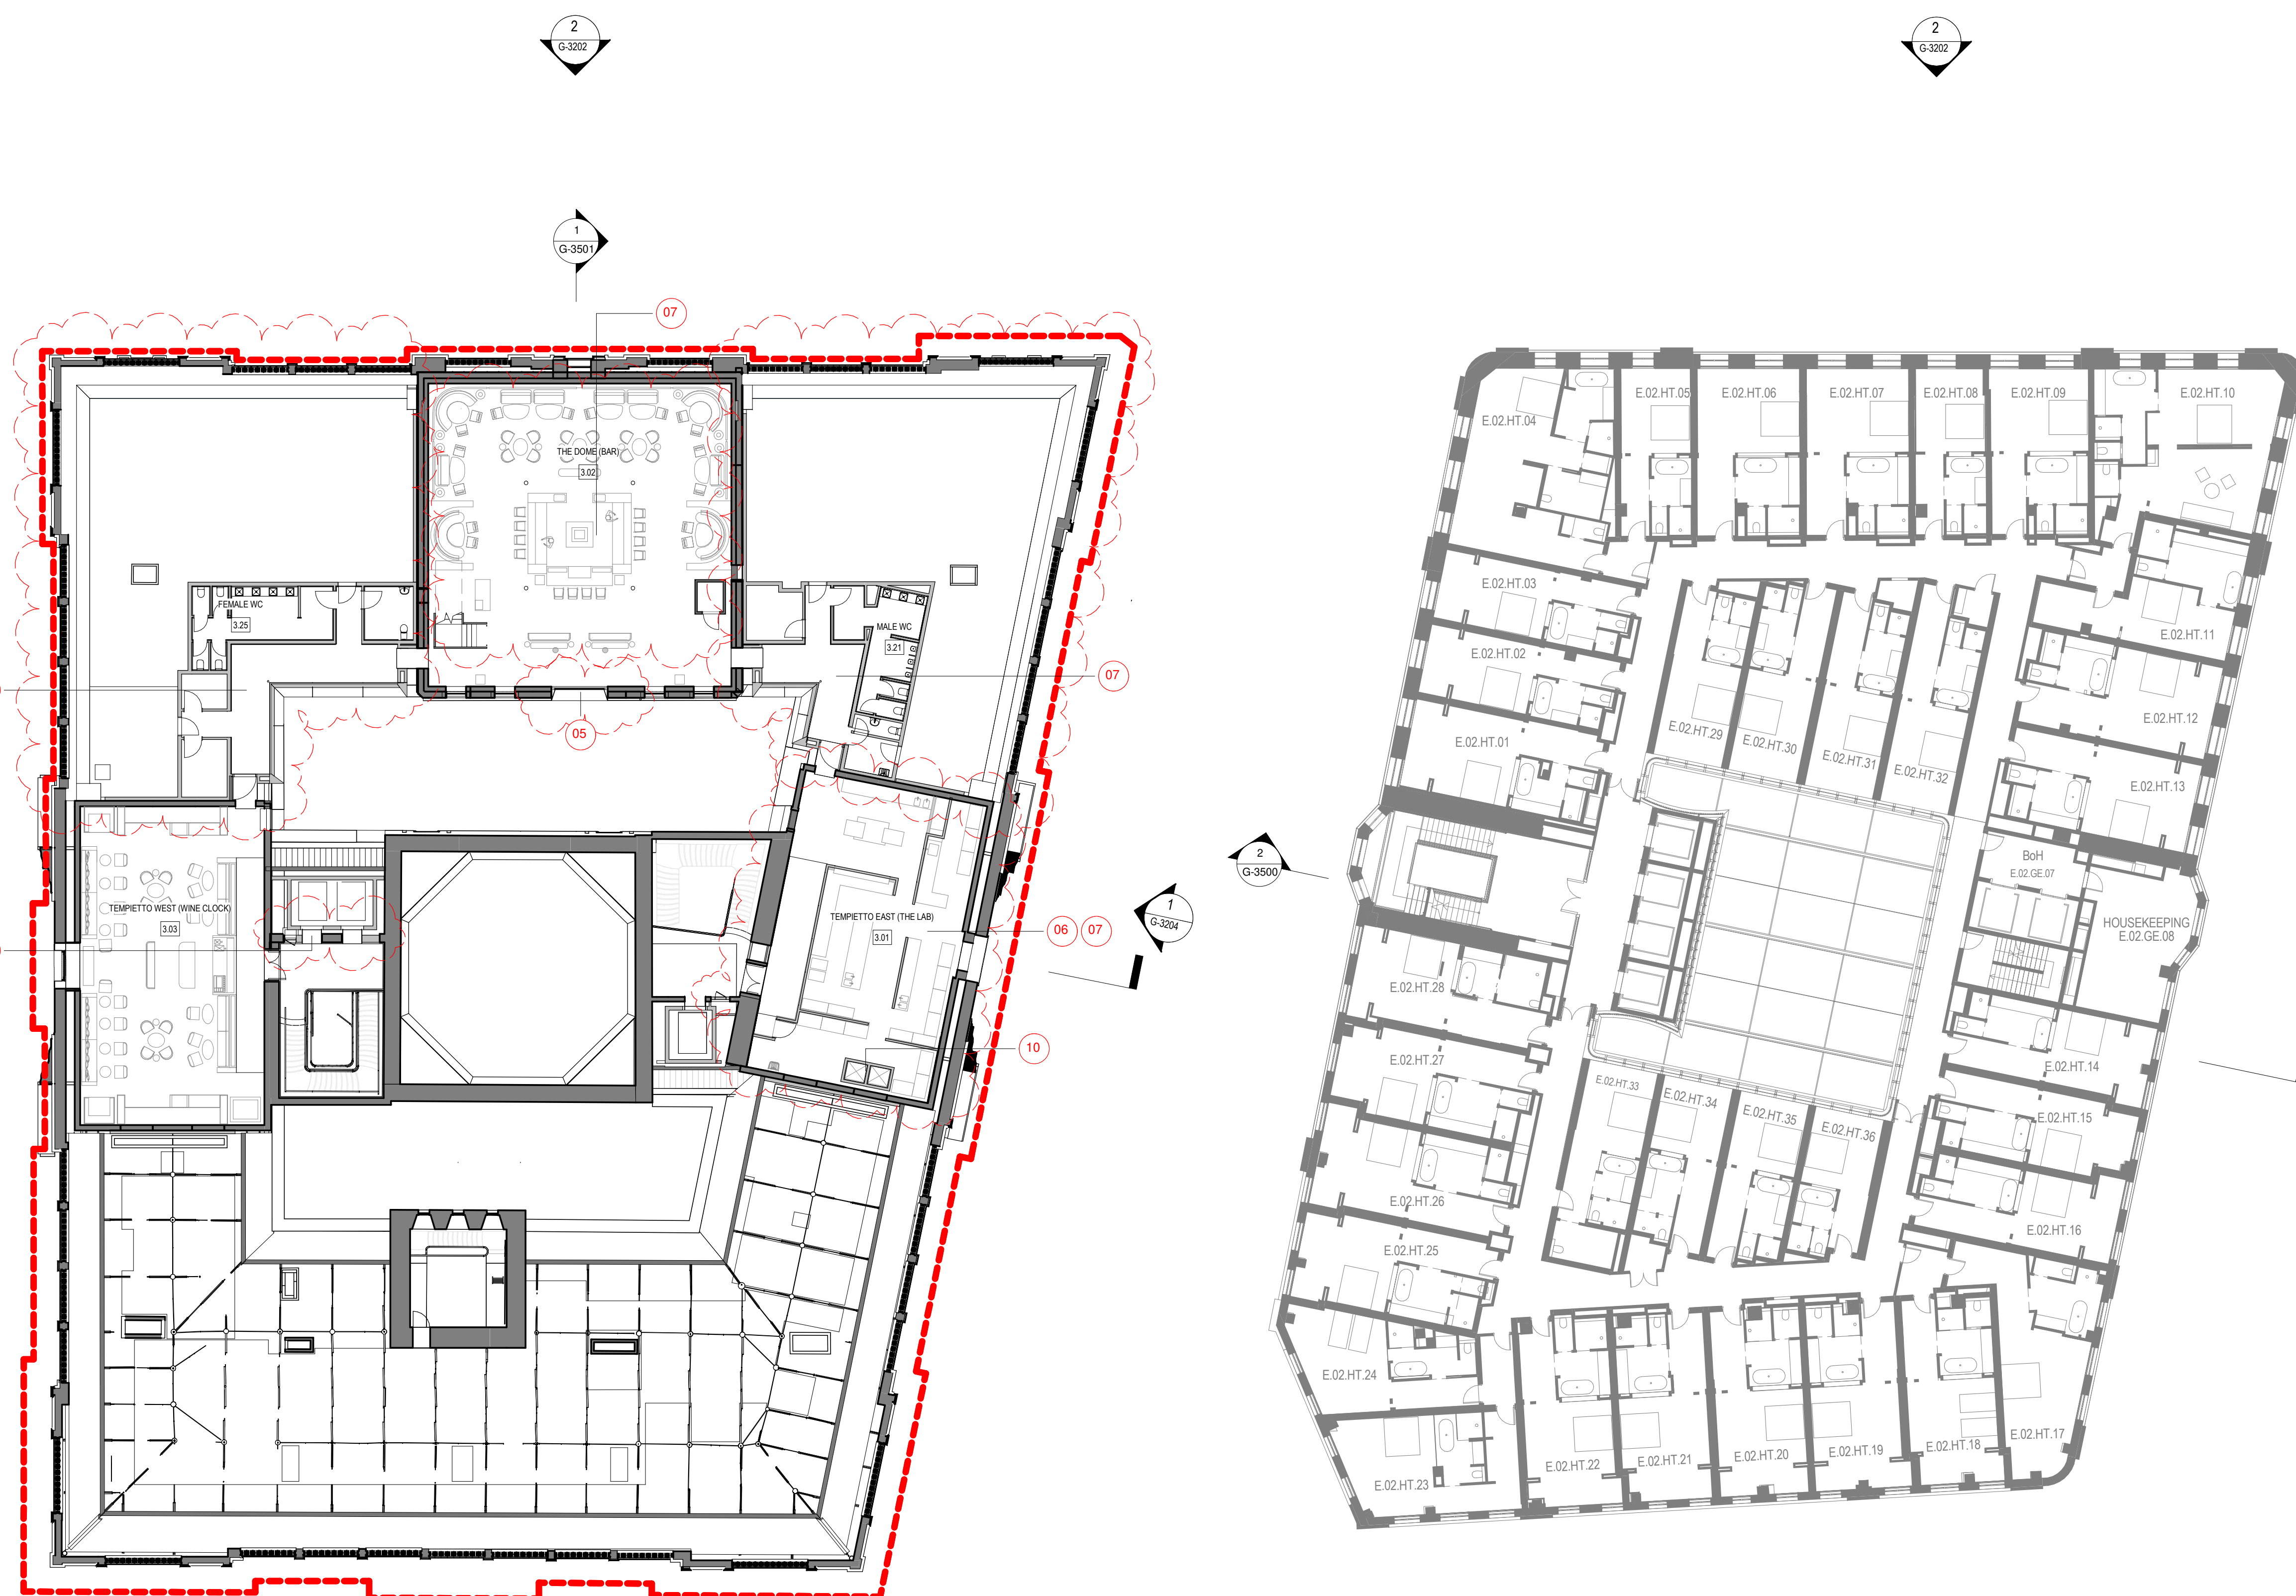 2
G-3202
2
G-3202
1
G-3501
07
THE DOME (BAR)
3.02
FEMALE WC
3.25
MALE WC
3.21
07
05
TEMPIETTO WEST (WINE CLOCK)
3.03
TEMPIETTO EAST (THE LAB)
3.01
06
07
10
1
G-3204
2
G-3500
E.02.HT.04
E.02.HT.05
E.02.HT.06
E.02.HT.07
E.02.HT.08
E.02.HT.09
E.02.HT.10
E.02.HT.03
E.02.HT.11
E.02.HT.02
E.02.HT.12
E.02.HT.01
E.02.HT.29
E.02.HT.30
E.02.HT.31
E.02.HT.32
E.02.HT.13
BoH
E.02.GE.07
HOUSEKEEPING
E.02.GE.08
E.02.HT.28
E.02.HT.27
E.02.HT.14
E.02.HT.33
E.02.HT.34
E.02.HT.35
E.02.HT.36
E.02.HT.15
E.02.HT.26
E.02.HT.16
E.02.HT.25
E.02.HT.24
E.02.HT.23
E.02.HT.22
E.02.HT.21
E.02.HT.20
E.02.HT.19
E.02.HT.18
E.02.HT.17